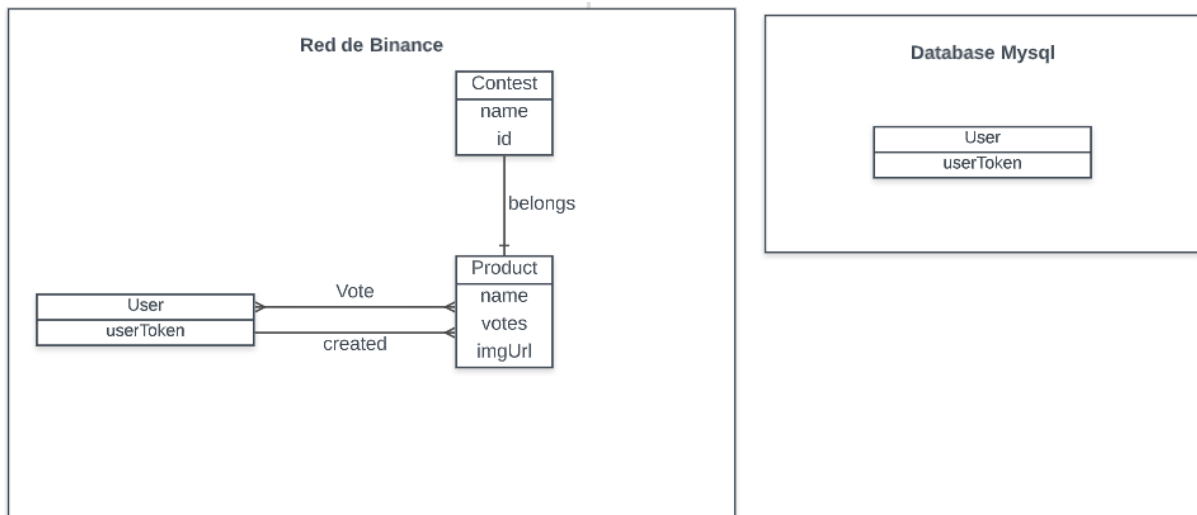 Red de Binance
Contest
name
id
belongs
Product
name
votes
imgUrl
User
userToken
Vote
created
Database Mysql
User
userToken